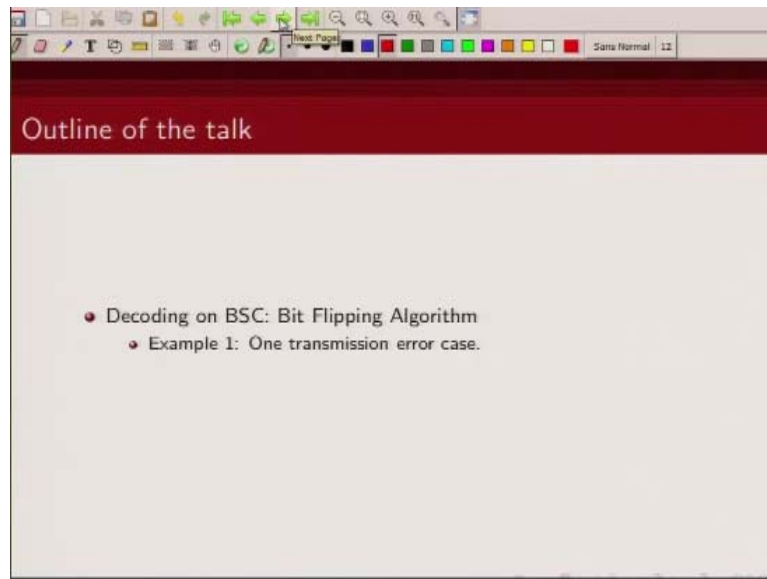 T
Next Page
Sans Normal 12
Outline of the talk
Decoding on BSC: Bit Flipping Algorithm
Example 1: One transmission error case.